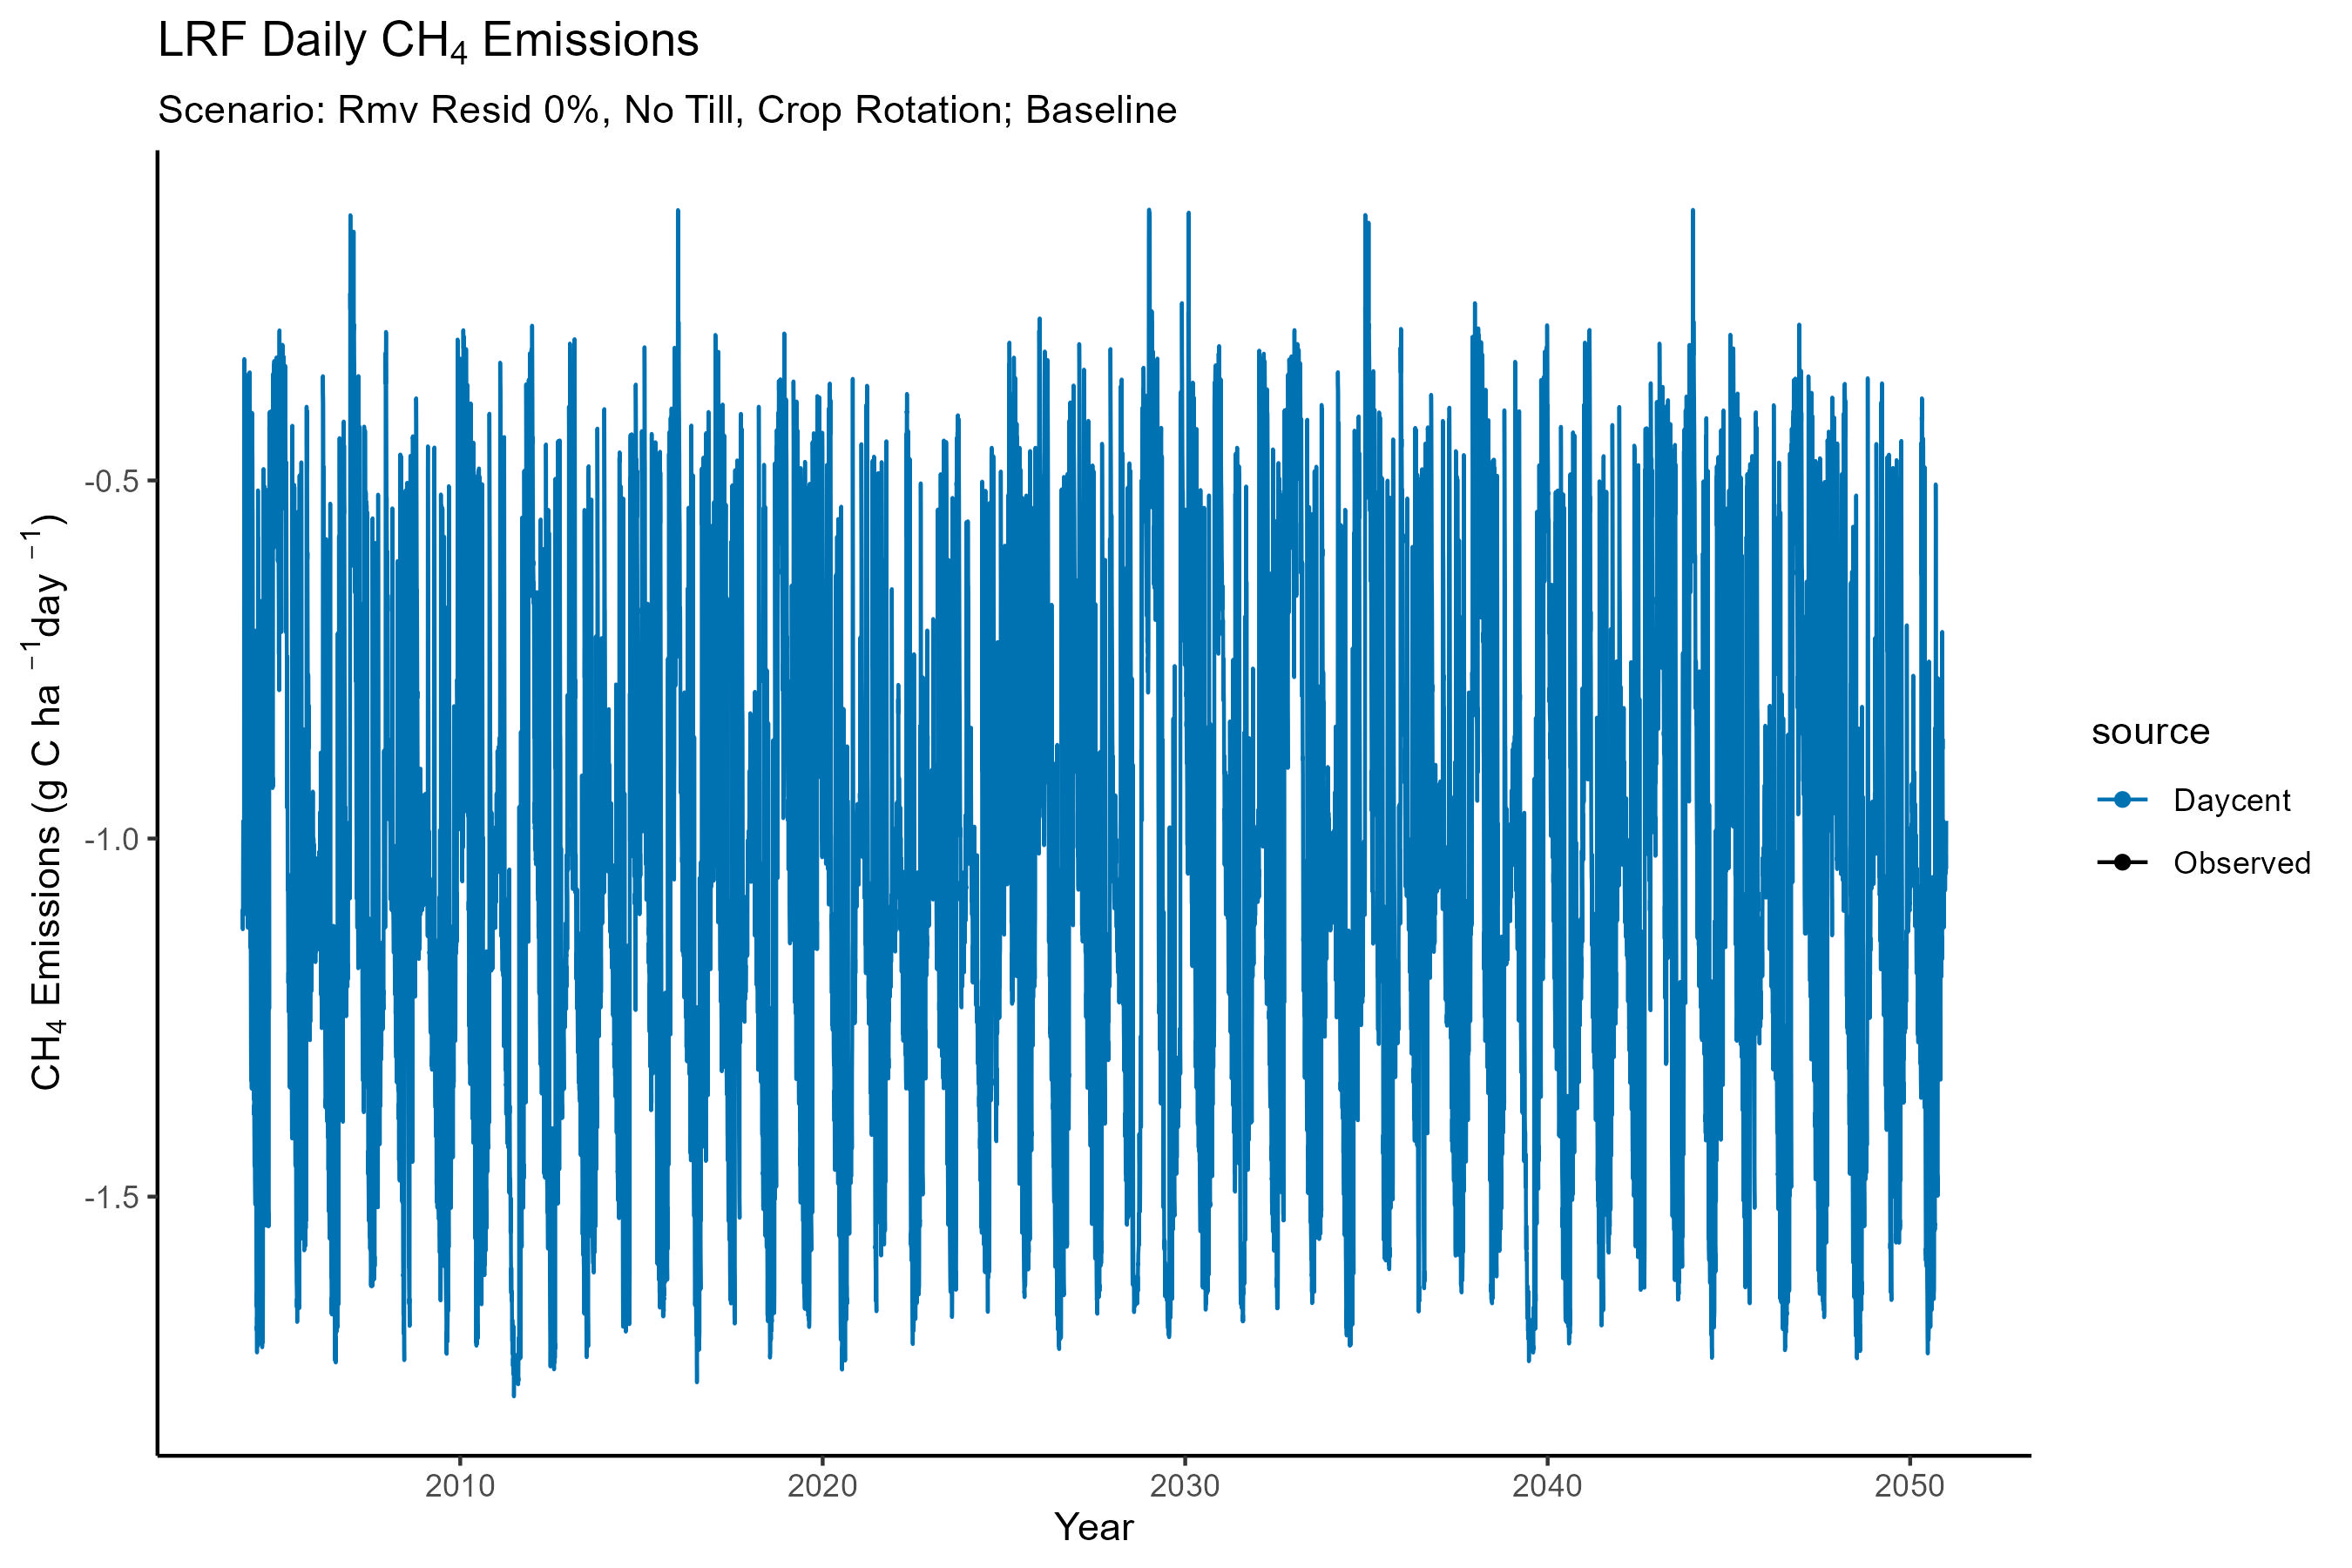 LRF Daily CH₄ Emissions
Scenario: Rmv Resid 0%, No Till, Crop Rotation; Baseline
CH₄ Emissions (g C ha ⁻¹day ⁻¹)
-0.5
-1.0
-1.5
2010 2020 2030 2040 2050
Year
source
Daycent
Observed